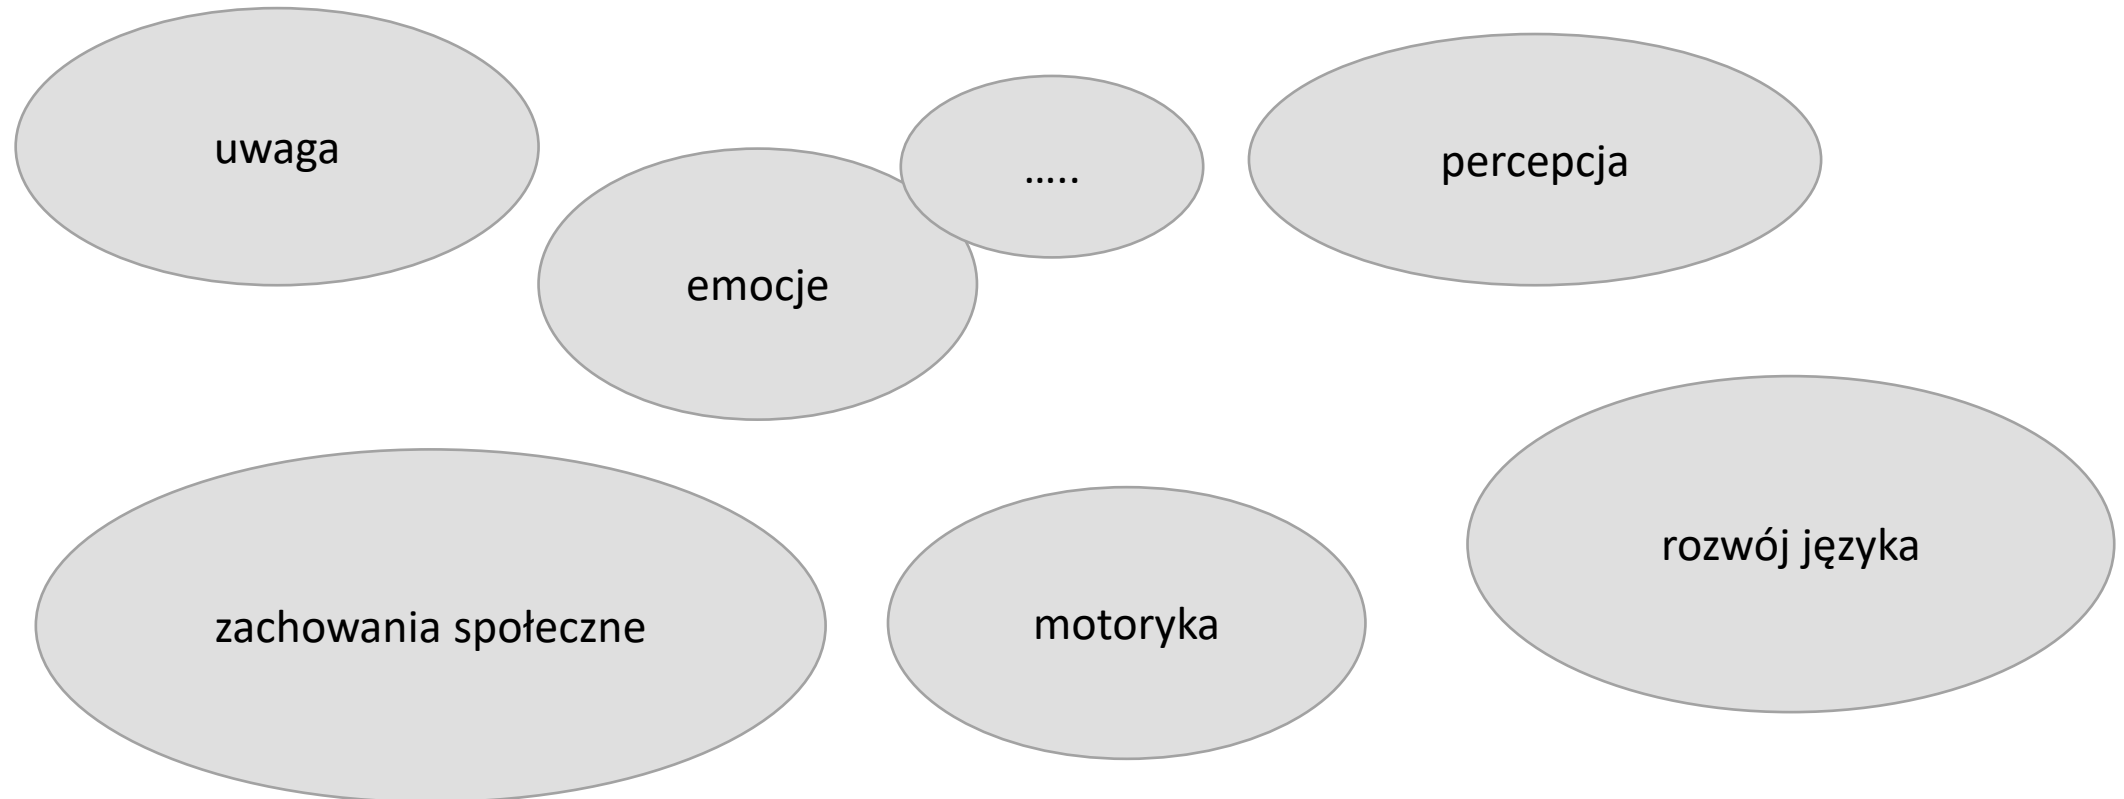 uwaga
emocje
.....
percepcja
zachowania społeczne
motoryka
rozwój języka